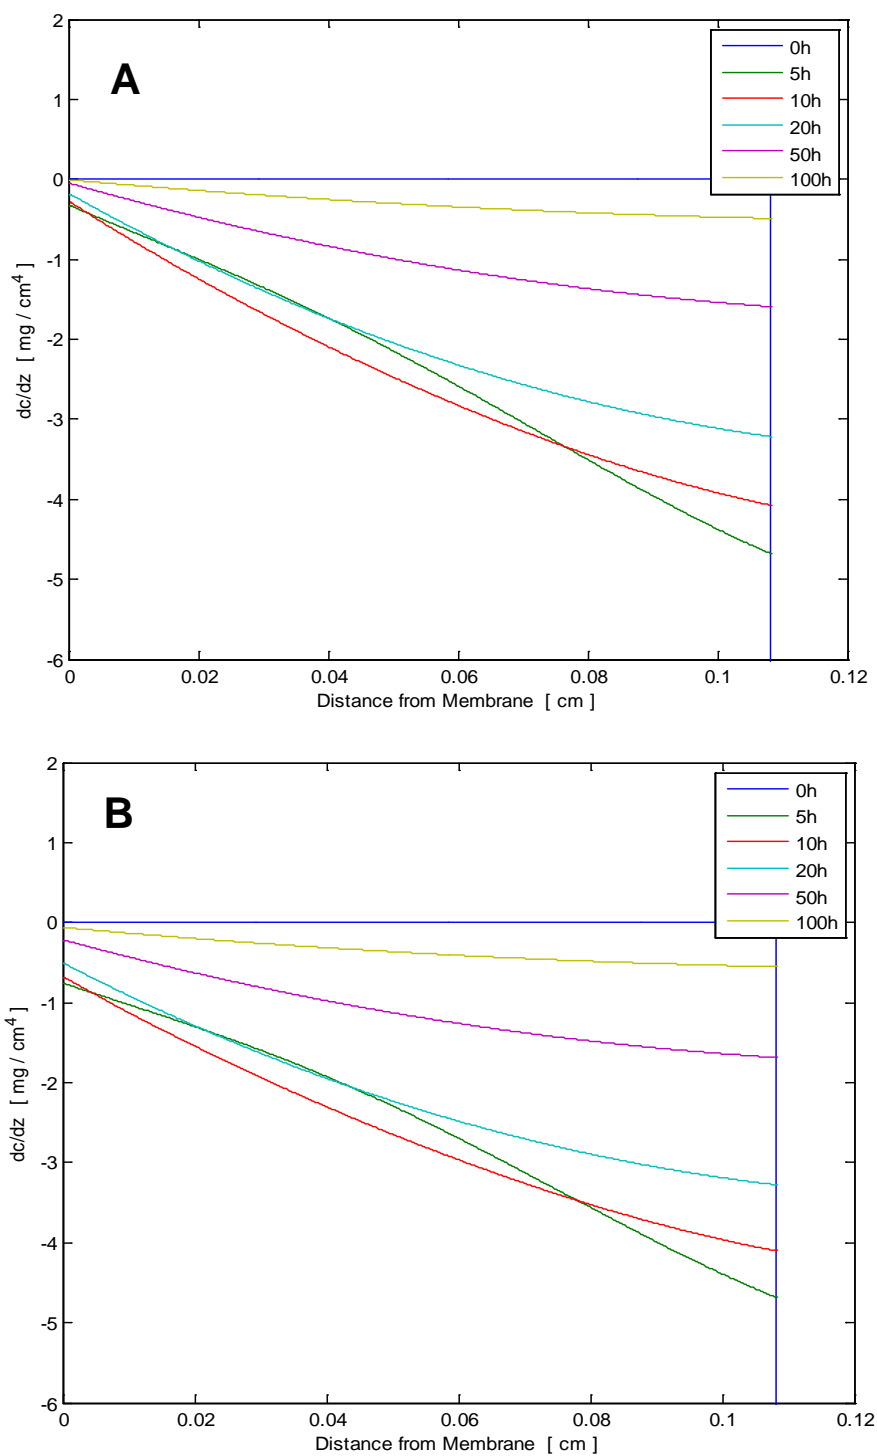 A
0h
5h
10h
20h
50h
100h
2
1
0
-1
-2
-3
-4
-5
-6
dc/dz [ mg / cm⁴ ]
0 0.02 0.04 0.06 0.08 0.1 0.12
Distance from Membrane [ cm ]
B
0h
5h
10h
20h
50h
100h
2
1
0
-1
-2
-3
-4
-5
-6
dc/dz [ mg / cm⁴ ]
0 0.02 0.04 0.06 0.08 0.1 0.12
Distance from Membrane [ cm ]